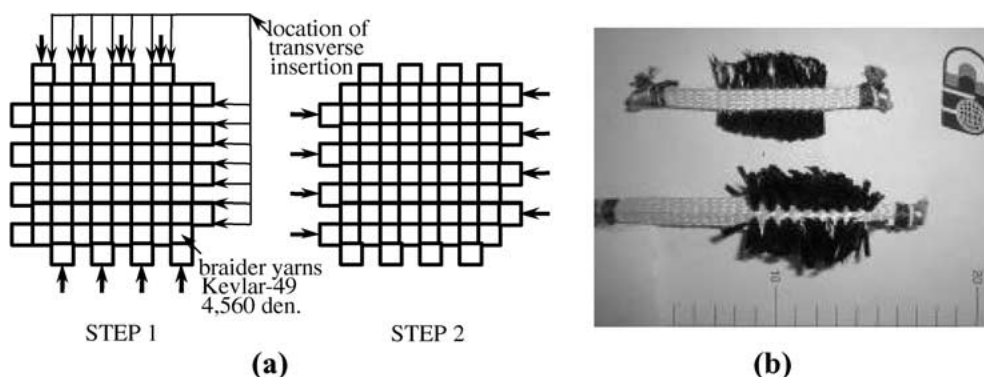 (a)
location of
transverse
insertion
braider yarns
Kevlar-49
4,560 den.
STEP 1
STEP 2
10
20
(b)